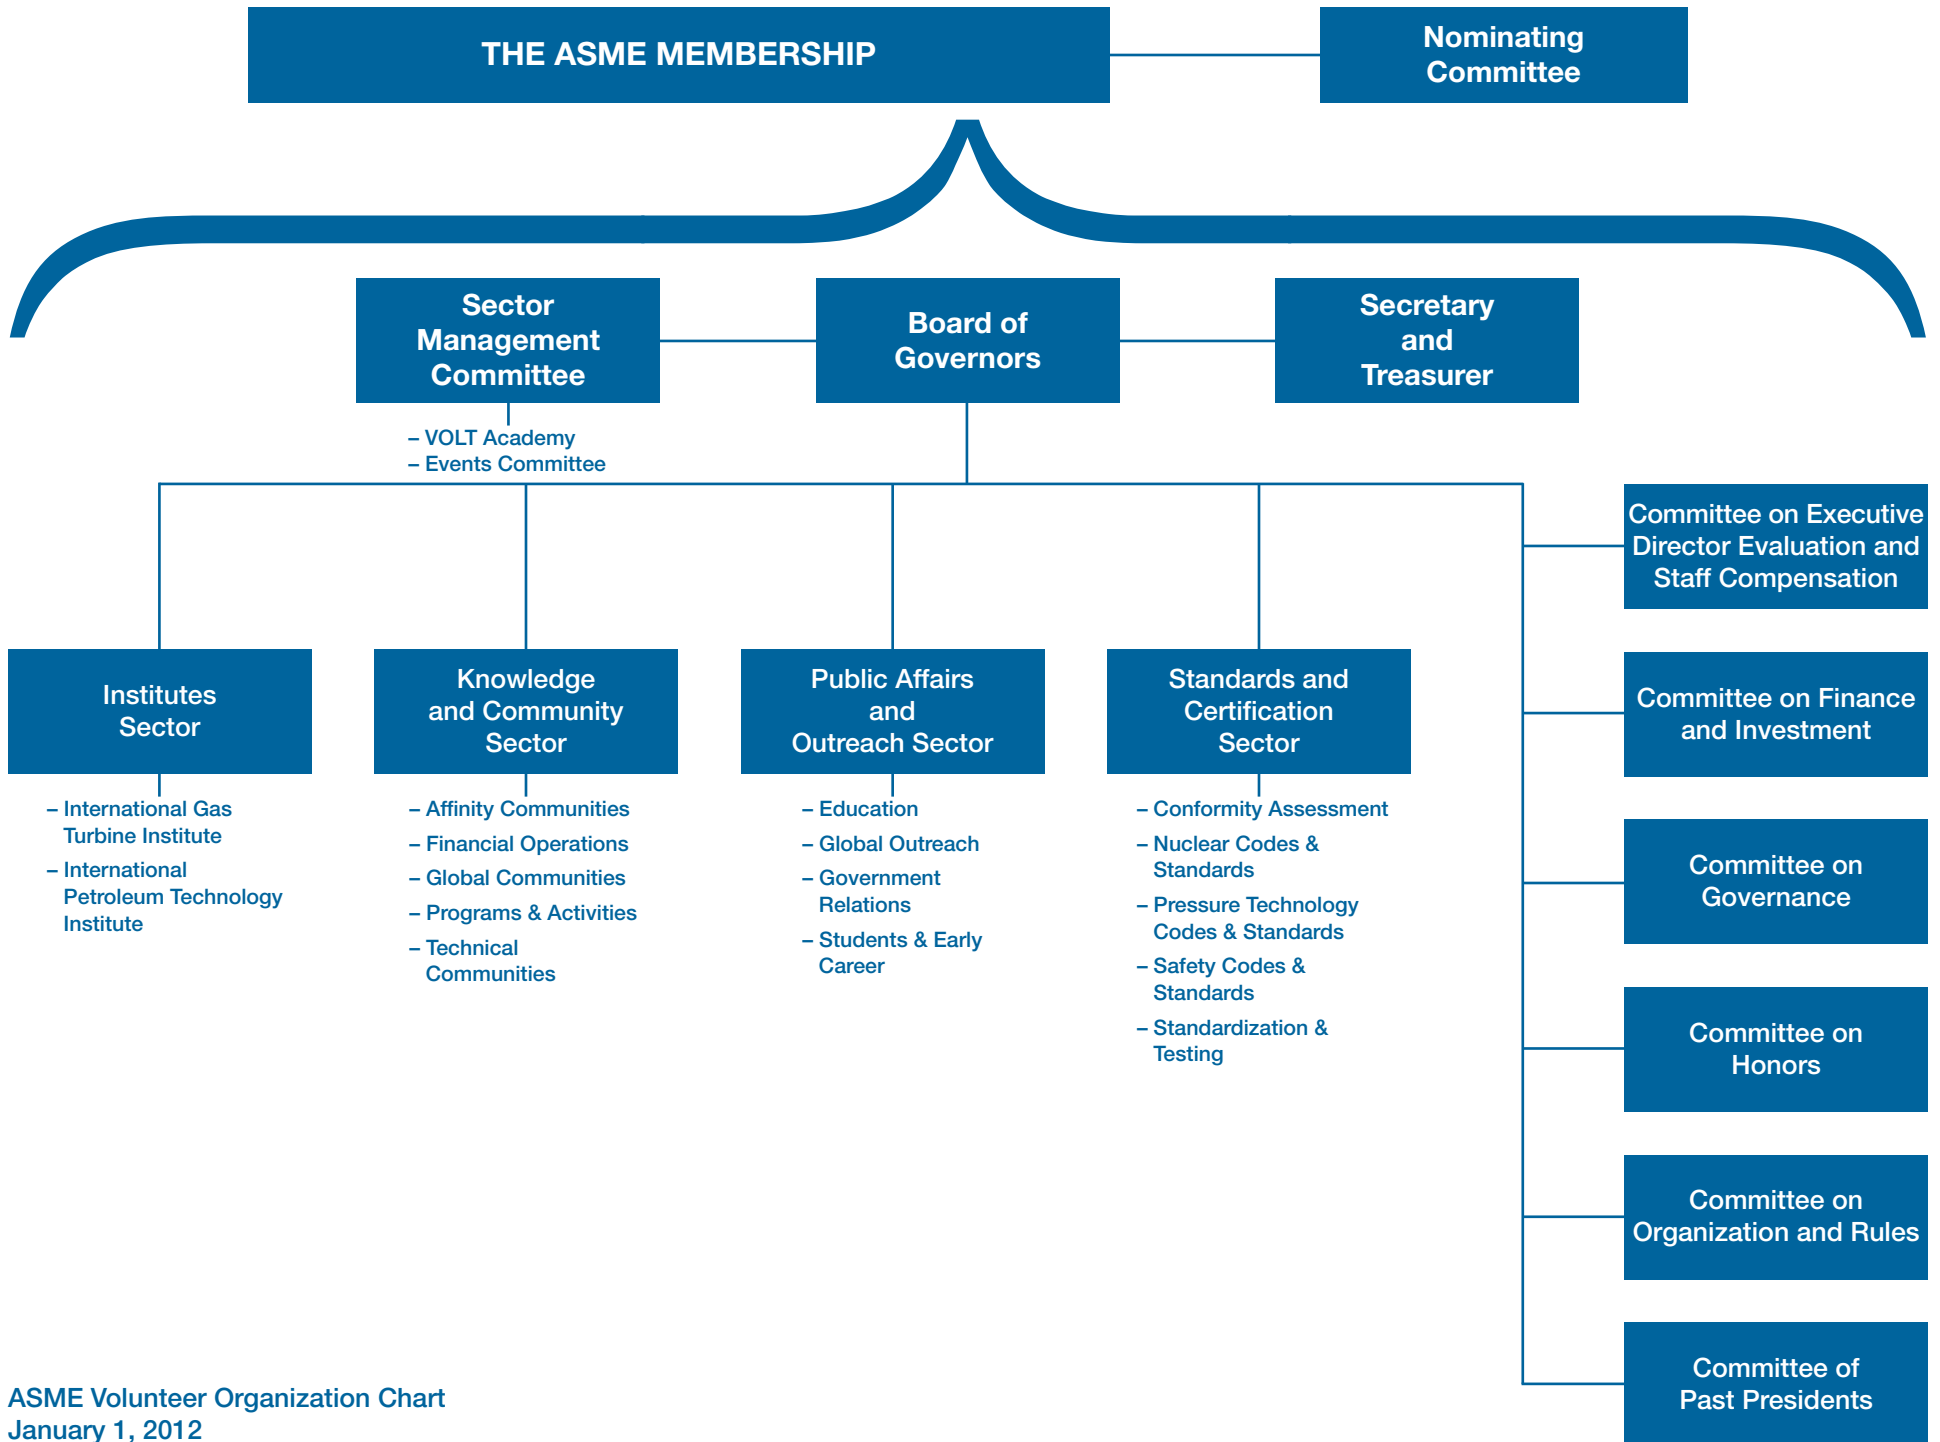 THE ASME MEMBERSHIP
Nominating
Committee
Sector
Management
Committee
– VOLT Academy
– Events Committee
Board of
Governors
Secretary
and
Treasurer
Institutes
Sector
– International Gas
Turbine Institute
– International
Petroleum Technology
Institute
Knowledge
and Community
Sector
– Affinity Communities
– Financial Operations
– Global Communities
– Programs & Activities
– Technical
Communities
Public Affairs
and
Outreach Sector
– Education
– Global Outreach
– Government
Relations
– Students & Early
Career
Standards and
Certification
Sector
– Conformity Assessment
– Nuclear Codes &
Standards
– Pressure Technology
Codes & Standards
– Safety Codes &
Standards
– Standardization &
Testing
Committee on Executive
Director Evaluation and
Staff Compensation
Committee on Finance
and Investment
Committee on
Governance
Committee on
Honors
Committee on
Organization and Rules
Committee of
Past Presidents
ASME Volunteer Organization Chart
January 1, 2012